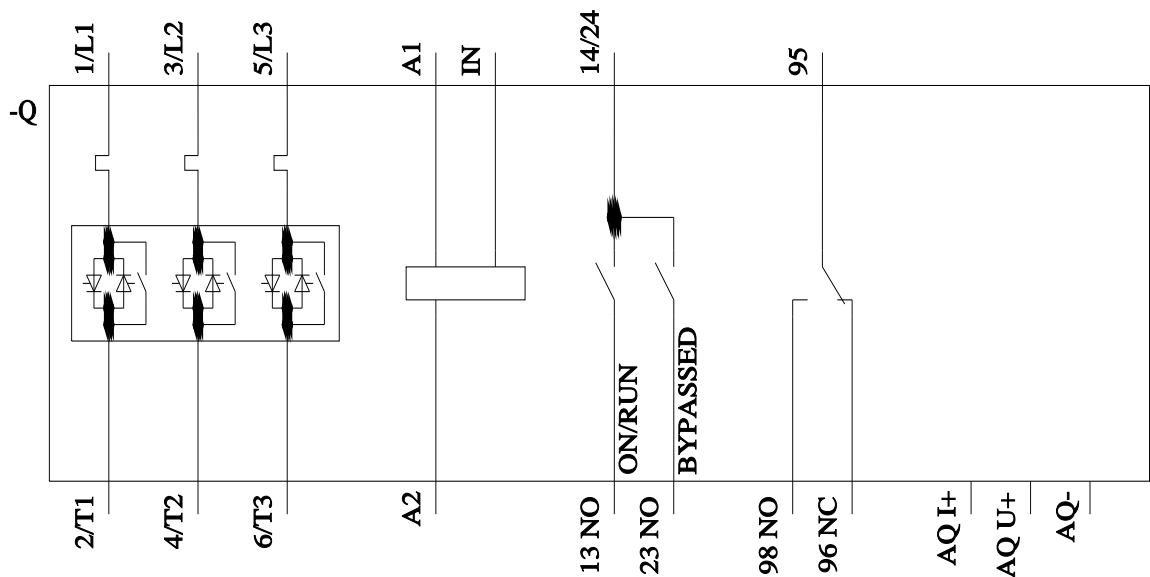 1/L1
3/L2
5/L3
A1
IN
14/24
95
-Q
ON/RUN
BYPASSED
2/T1
4/T2
6/T3
A2
13 NO
23 NO
98 NO
96 NC
AQ I+
AQ U+
AQ-